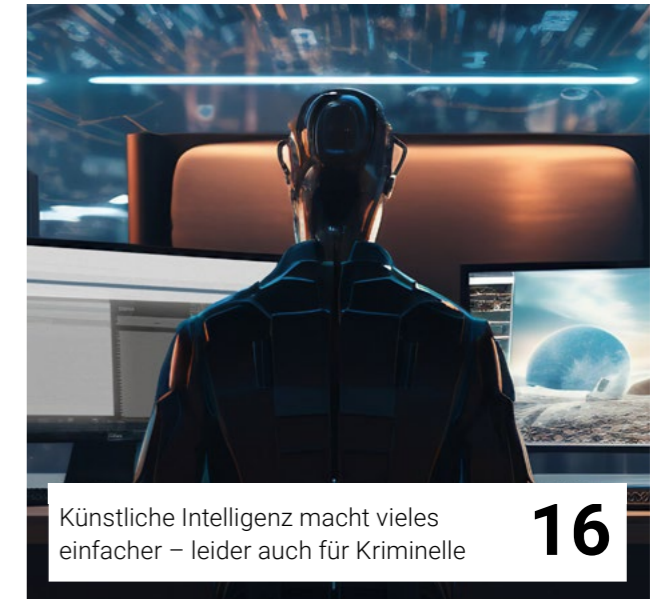 Künstliche Intelligenz macht vieles
einfacher – leider auch für Kriminelle
16